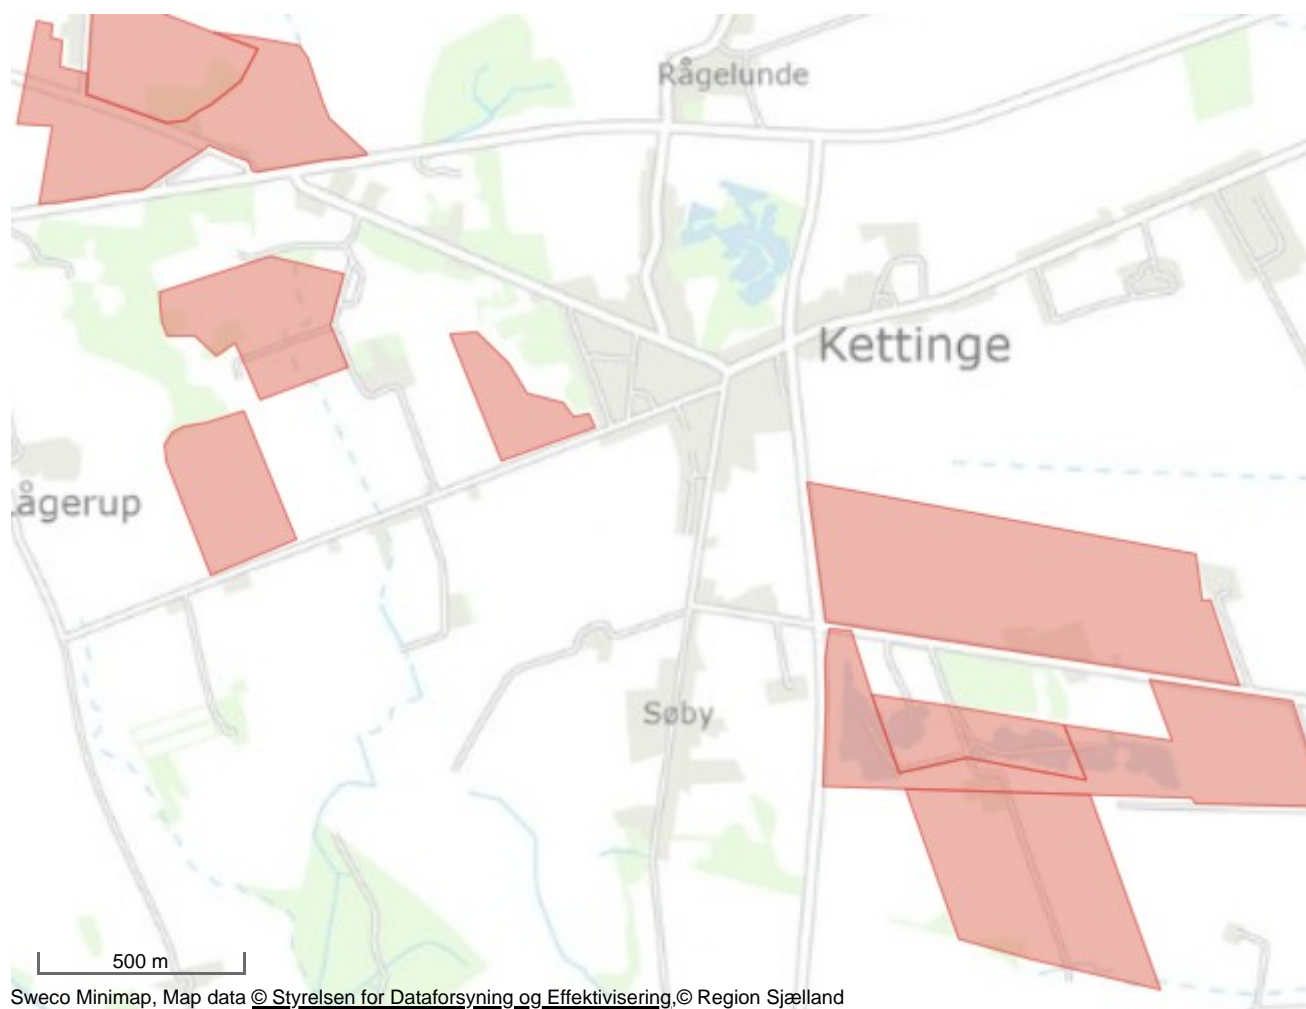 Rågelunde
Kettinge
ågerup
Søby
500 m
Sweco Minimap, Map data © Styrelsen for Dataforsyning og Effektivisering,© Region Sjælland